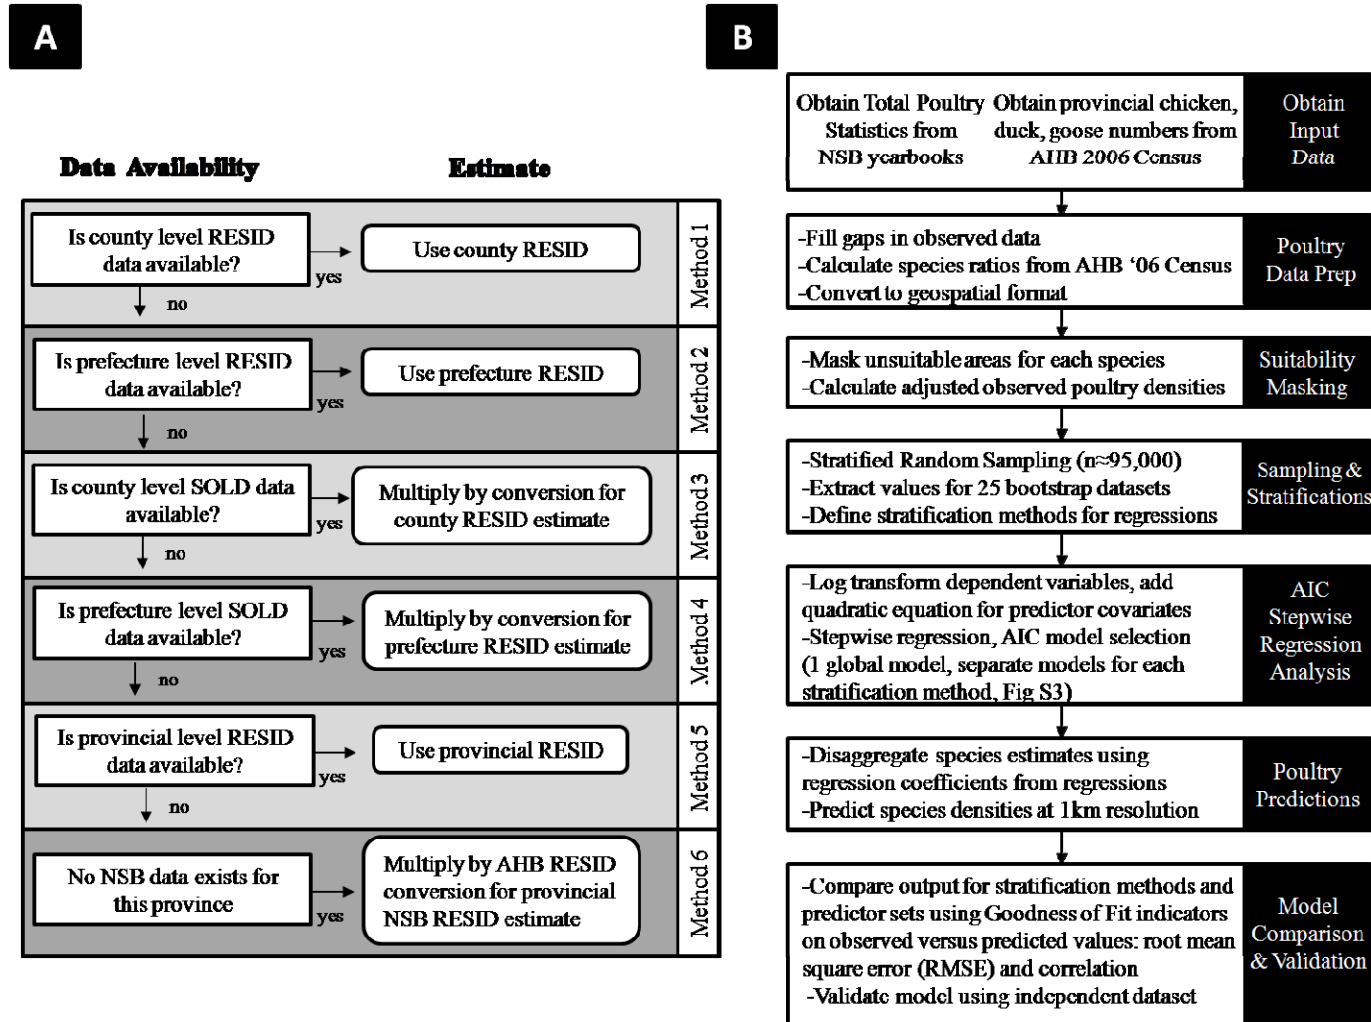 A
Data Availability
Estimate
Is county level RESID
data available?
yes
no
Use county RESID
Method 1
Is prefecture level RESID
data available?
yes
no
Use prefecture RESID
Method 2
Is county level SOLD data
available?
yes
no
Multiply by conversion for
county RESID estimate
Method 3
Is prefecture level SOLD
data available?
yes
no
Multiply by conversion for
prefecture RESID estimate
Method 4
Is provincial level RESID
data available?
yes
no
Use provincial RESID
Method 5
No NSB data exists for
this province
yes
Multiply by AHB RESID
conversion for provincial
NSB RESID estimate
Method 6
B
Obtain Total Poultry
Statistics from
NSB yearbooks
Obtain provincial chicken,
duck, goose numbers from
AHB 2006 Census
Obtain
Input
Data
-Fill gaps in observed data
-Calculate species ratios from AHB ‘06 Census
-Convert to geospatial format
Poultry
Data Prep
-Mask unsuitable areas for each species
-Calculate adjusted observed poultry densities
Suitability
Masking
-Stratified Random Sampling (n≈95,000)
-Extract values for 25 bootstrap datasets
-Define stratification methods for regressions
Sampling &
Stratifications
-Log transform dependent variables, add
quadratic equation for predictor covariates
-Stepwise regression, AIC model selection
(1 global model, separate models for each
stratification method, Fig S3)
AIC
Stepwise
Regression
Analysis
-Disaggregate species estimates using
regression coefficients from regressions
-Predict species densities at 1km resolution
Poultry
Predictions
-Compare output for stratification methods and
predictor sets using Goodness of Fit indicators
on observed versus predicted values: root mean
square error (RMSE) and correlation
-Validate model using independent dataset
Model
Comparison
& Validation